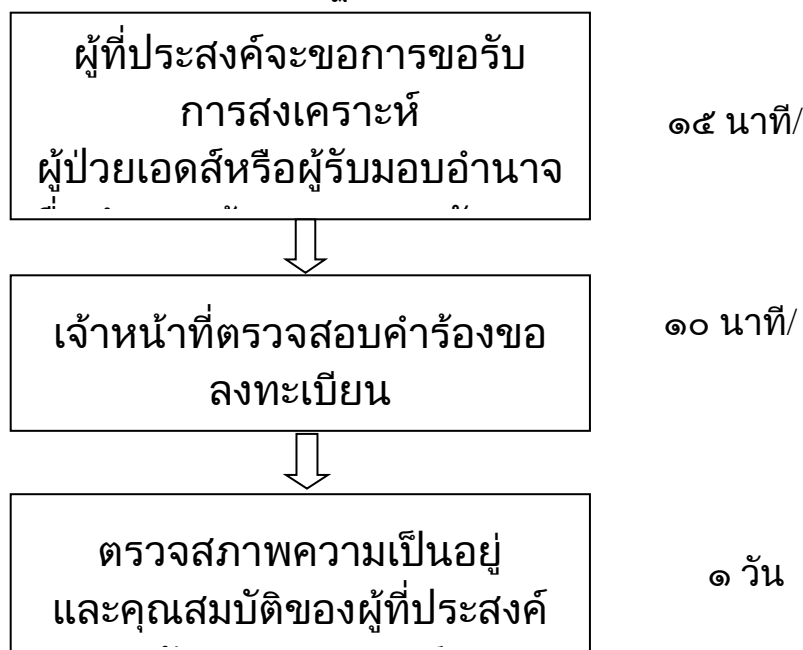 ผู้ที่ประสงค์จะขอการขอรับ
การสงเคราะห์
ผู้ป่วยเอดส์หรือผู้รับมอบอำนาจ
๑๕ นาที/
เจ้าหน้าที่ตรวจสอบคำร้องขอ
ลงทะเบียน
๑๐ นาที/
ตรวจสภาพความเป็นอยู่
และคุณสมบัติของผู้ที่ประสงค์
๑ วัน